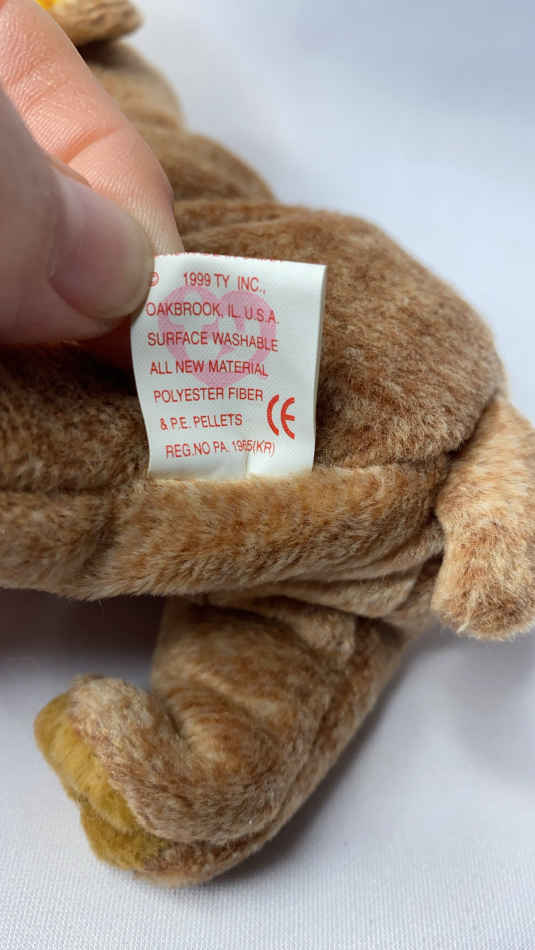 © 1999 TY INC.,
OAKBROOK, IL. U.S.A.
SURFACE WASHABLE
ALL NEW MATERIAL
POLYESTER FIBER
& P.E. PELLETS CE
REG.NO PA. 1965(KR)